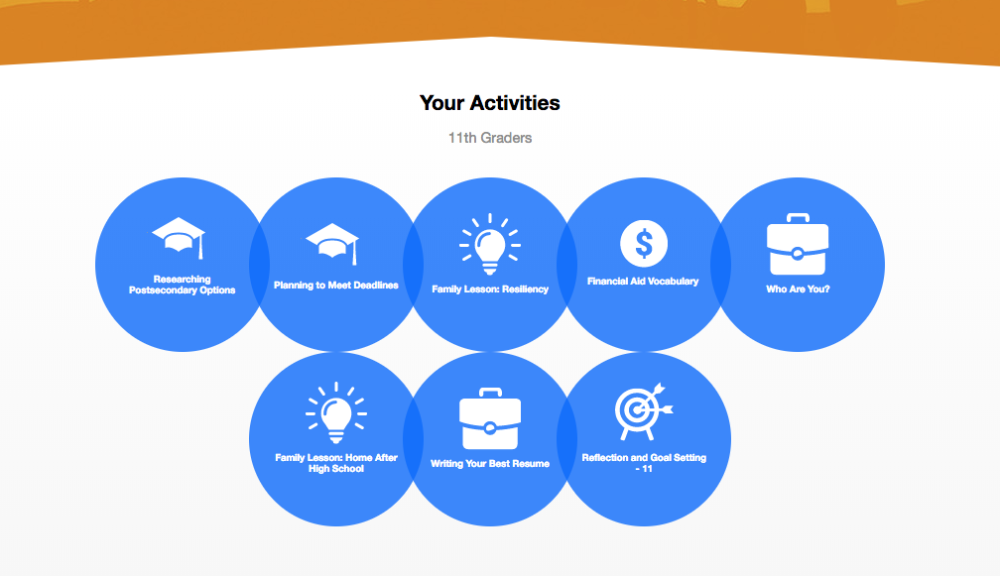 Your Activities
11th Graders
Researching
Postsecondary Options
Planning to Meet Deadlines
Family Lesson: Resiliency
$
Financial Aid Vocabulary
Who Are You?
Family Lesson: Home After
High School
Writing Your Best Resume
Reflection and Goal Setting
- 11